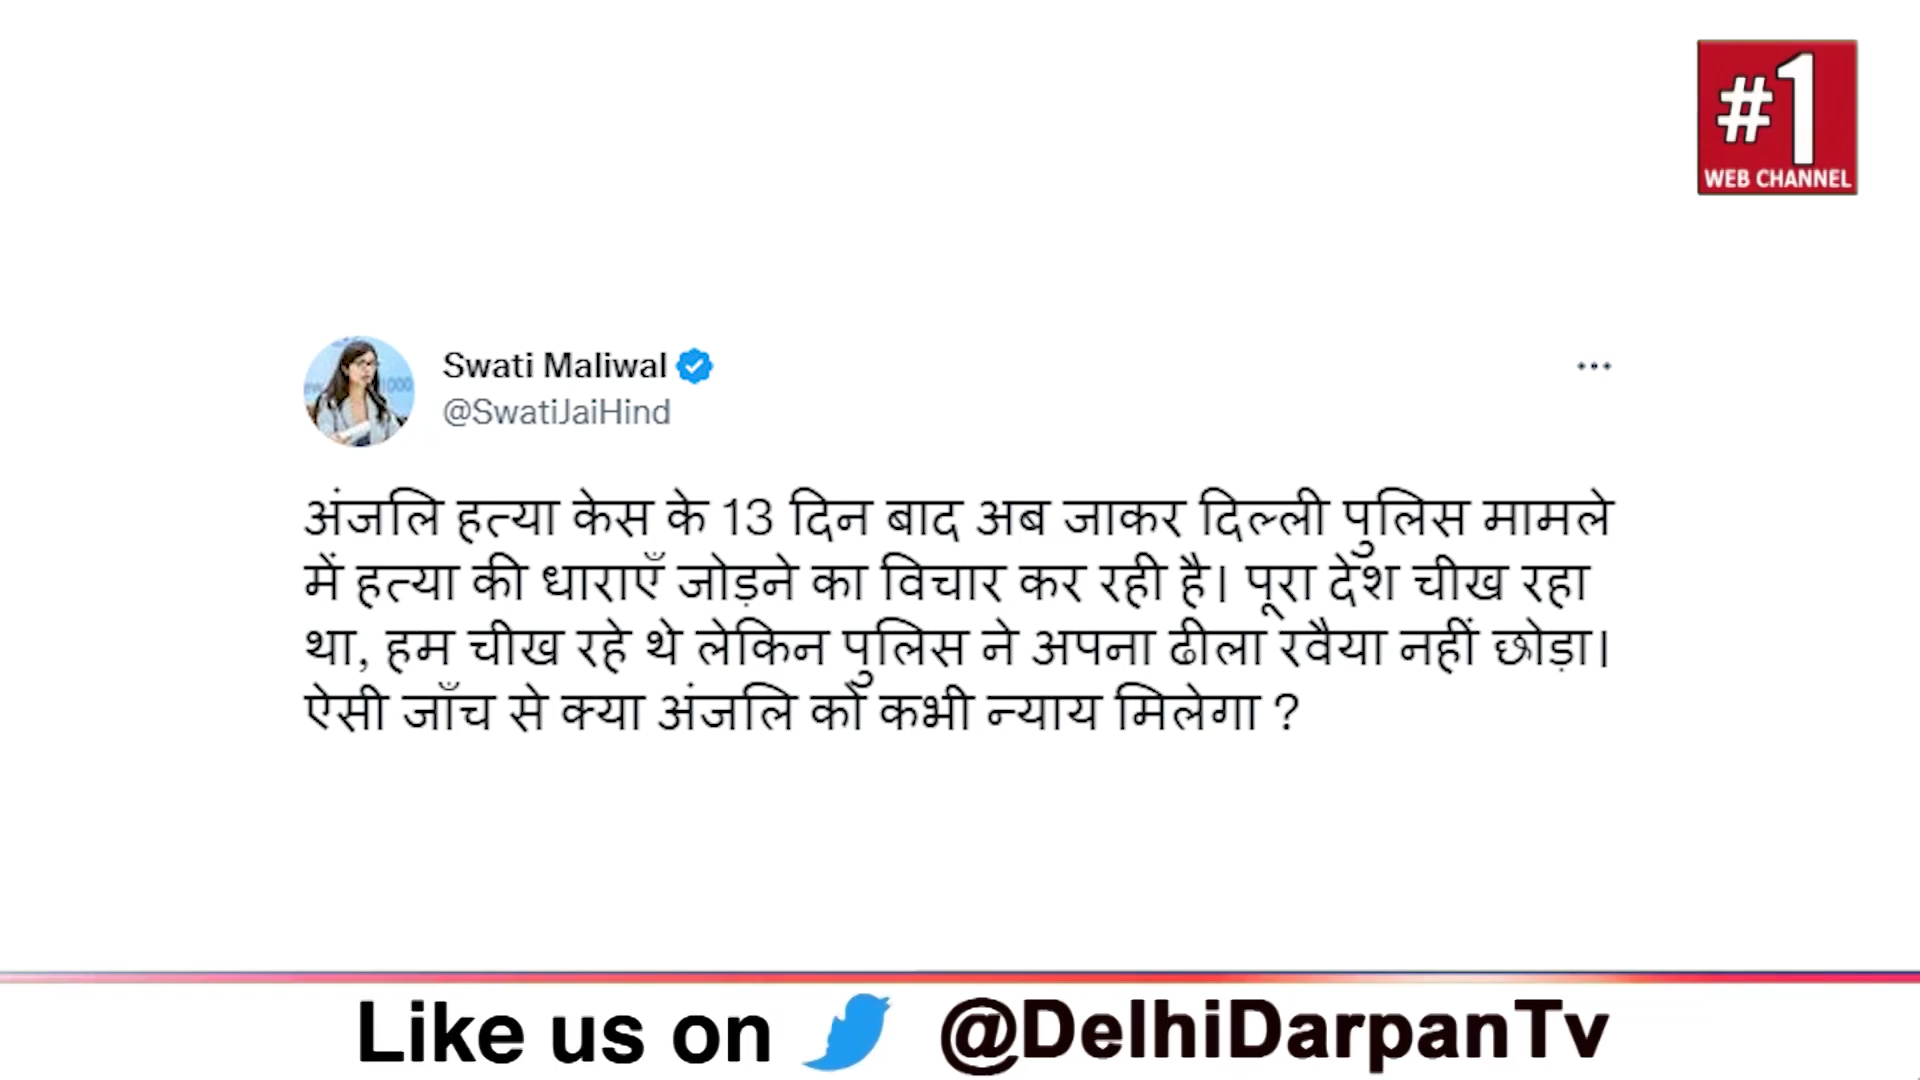 #1
WEB CHANNEL
Swati Maliwal
@SwatiJaiHind
अंजलि हत्या केस के 13 दिन बाद अब जाकर दिल्ली पुलिस मामले
में हत्या की धाराएँ जोड़ने का विचार कर रही है। पूरा देश चीख रहा
था, हम चीख रहे थे लेकिन पुलिस ने अपना ढीला रवैया नहीं छोड़ा।
ऐसी जाँच से क्या अंजलि को कभी न्याय मिलेगा ?
Like us on @DelhiDarpanTv